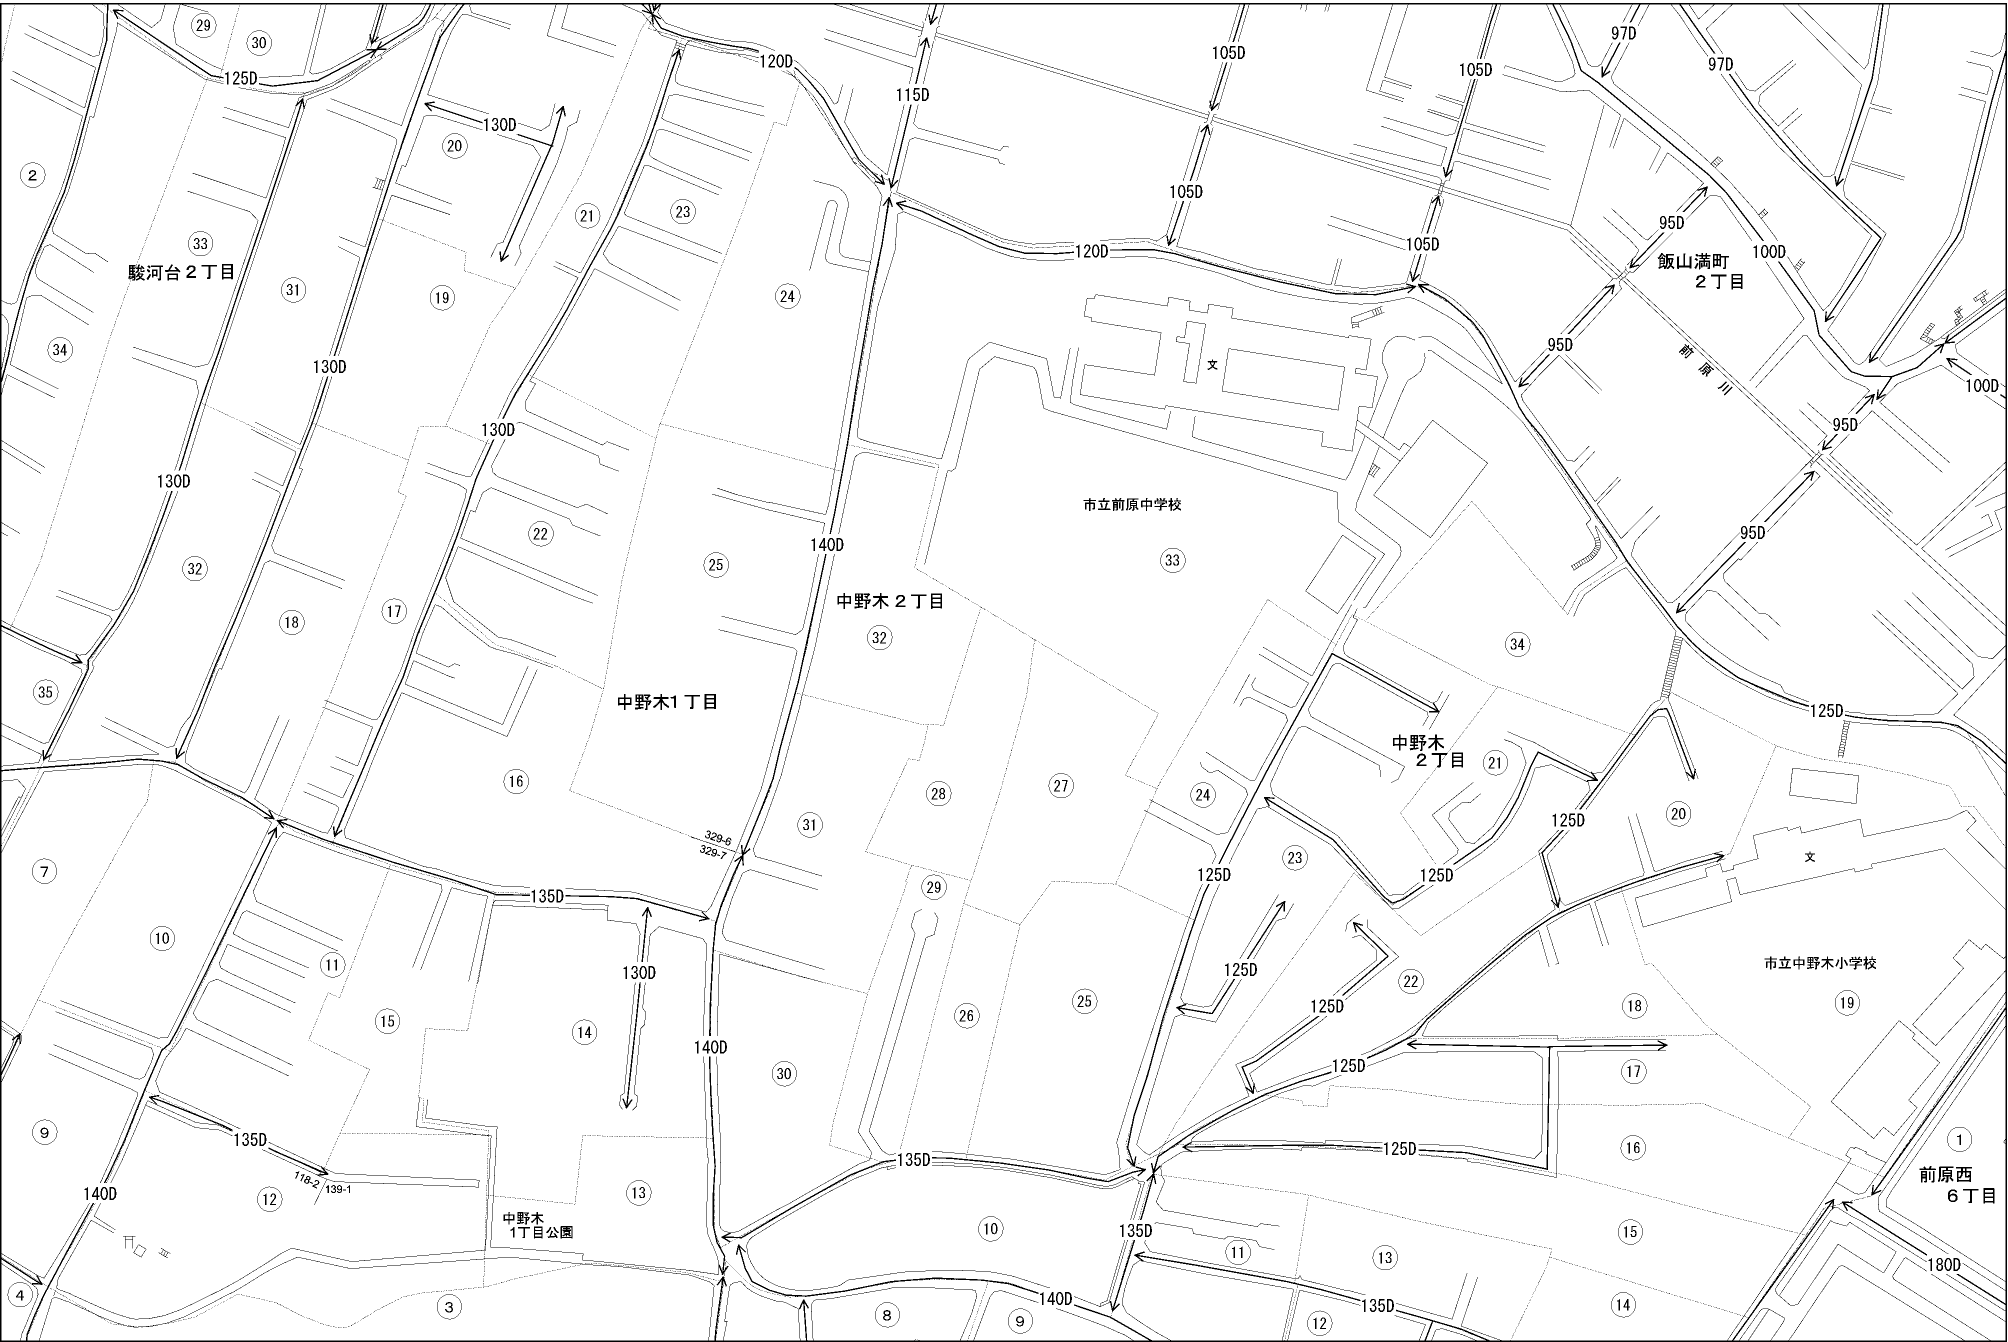 29
30
125D
120D
115D
105D
105D
97D
97D
2
130D
20
21
23
105D
105D
95D
100D
33
駿河台２丁目
31
19
24
120D
飯山満町
２丁目
34
130D
95D
文
前原川
100D
130D
95D
130D
市立前原中学校
22
140D
95D
33
32
25
18
17
中野木２丁目
32
34
35
中野木１丁目
125D
中野木
２丁目
16
21
28
27
24
31
125D
20
329-6
329-7
23
文
7
135D
29
125D
125D
10
11
130D
125D
22
市立中野木小学校
15
14
26
25
125D
18
19
140D
30
125D
17
9
135D
135D
125D
16
1
118-2
139-1
140D
12
13
前原西
６丁目
中野木
１丁目公園
10
135D
11
13
15
180D
4
3
8
9
140D
135D
12
14